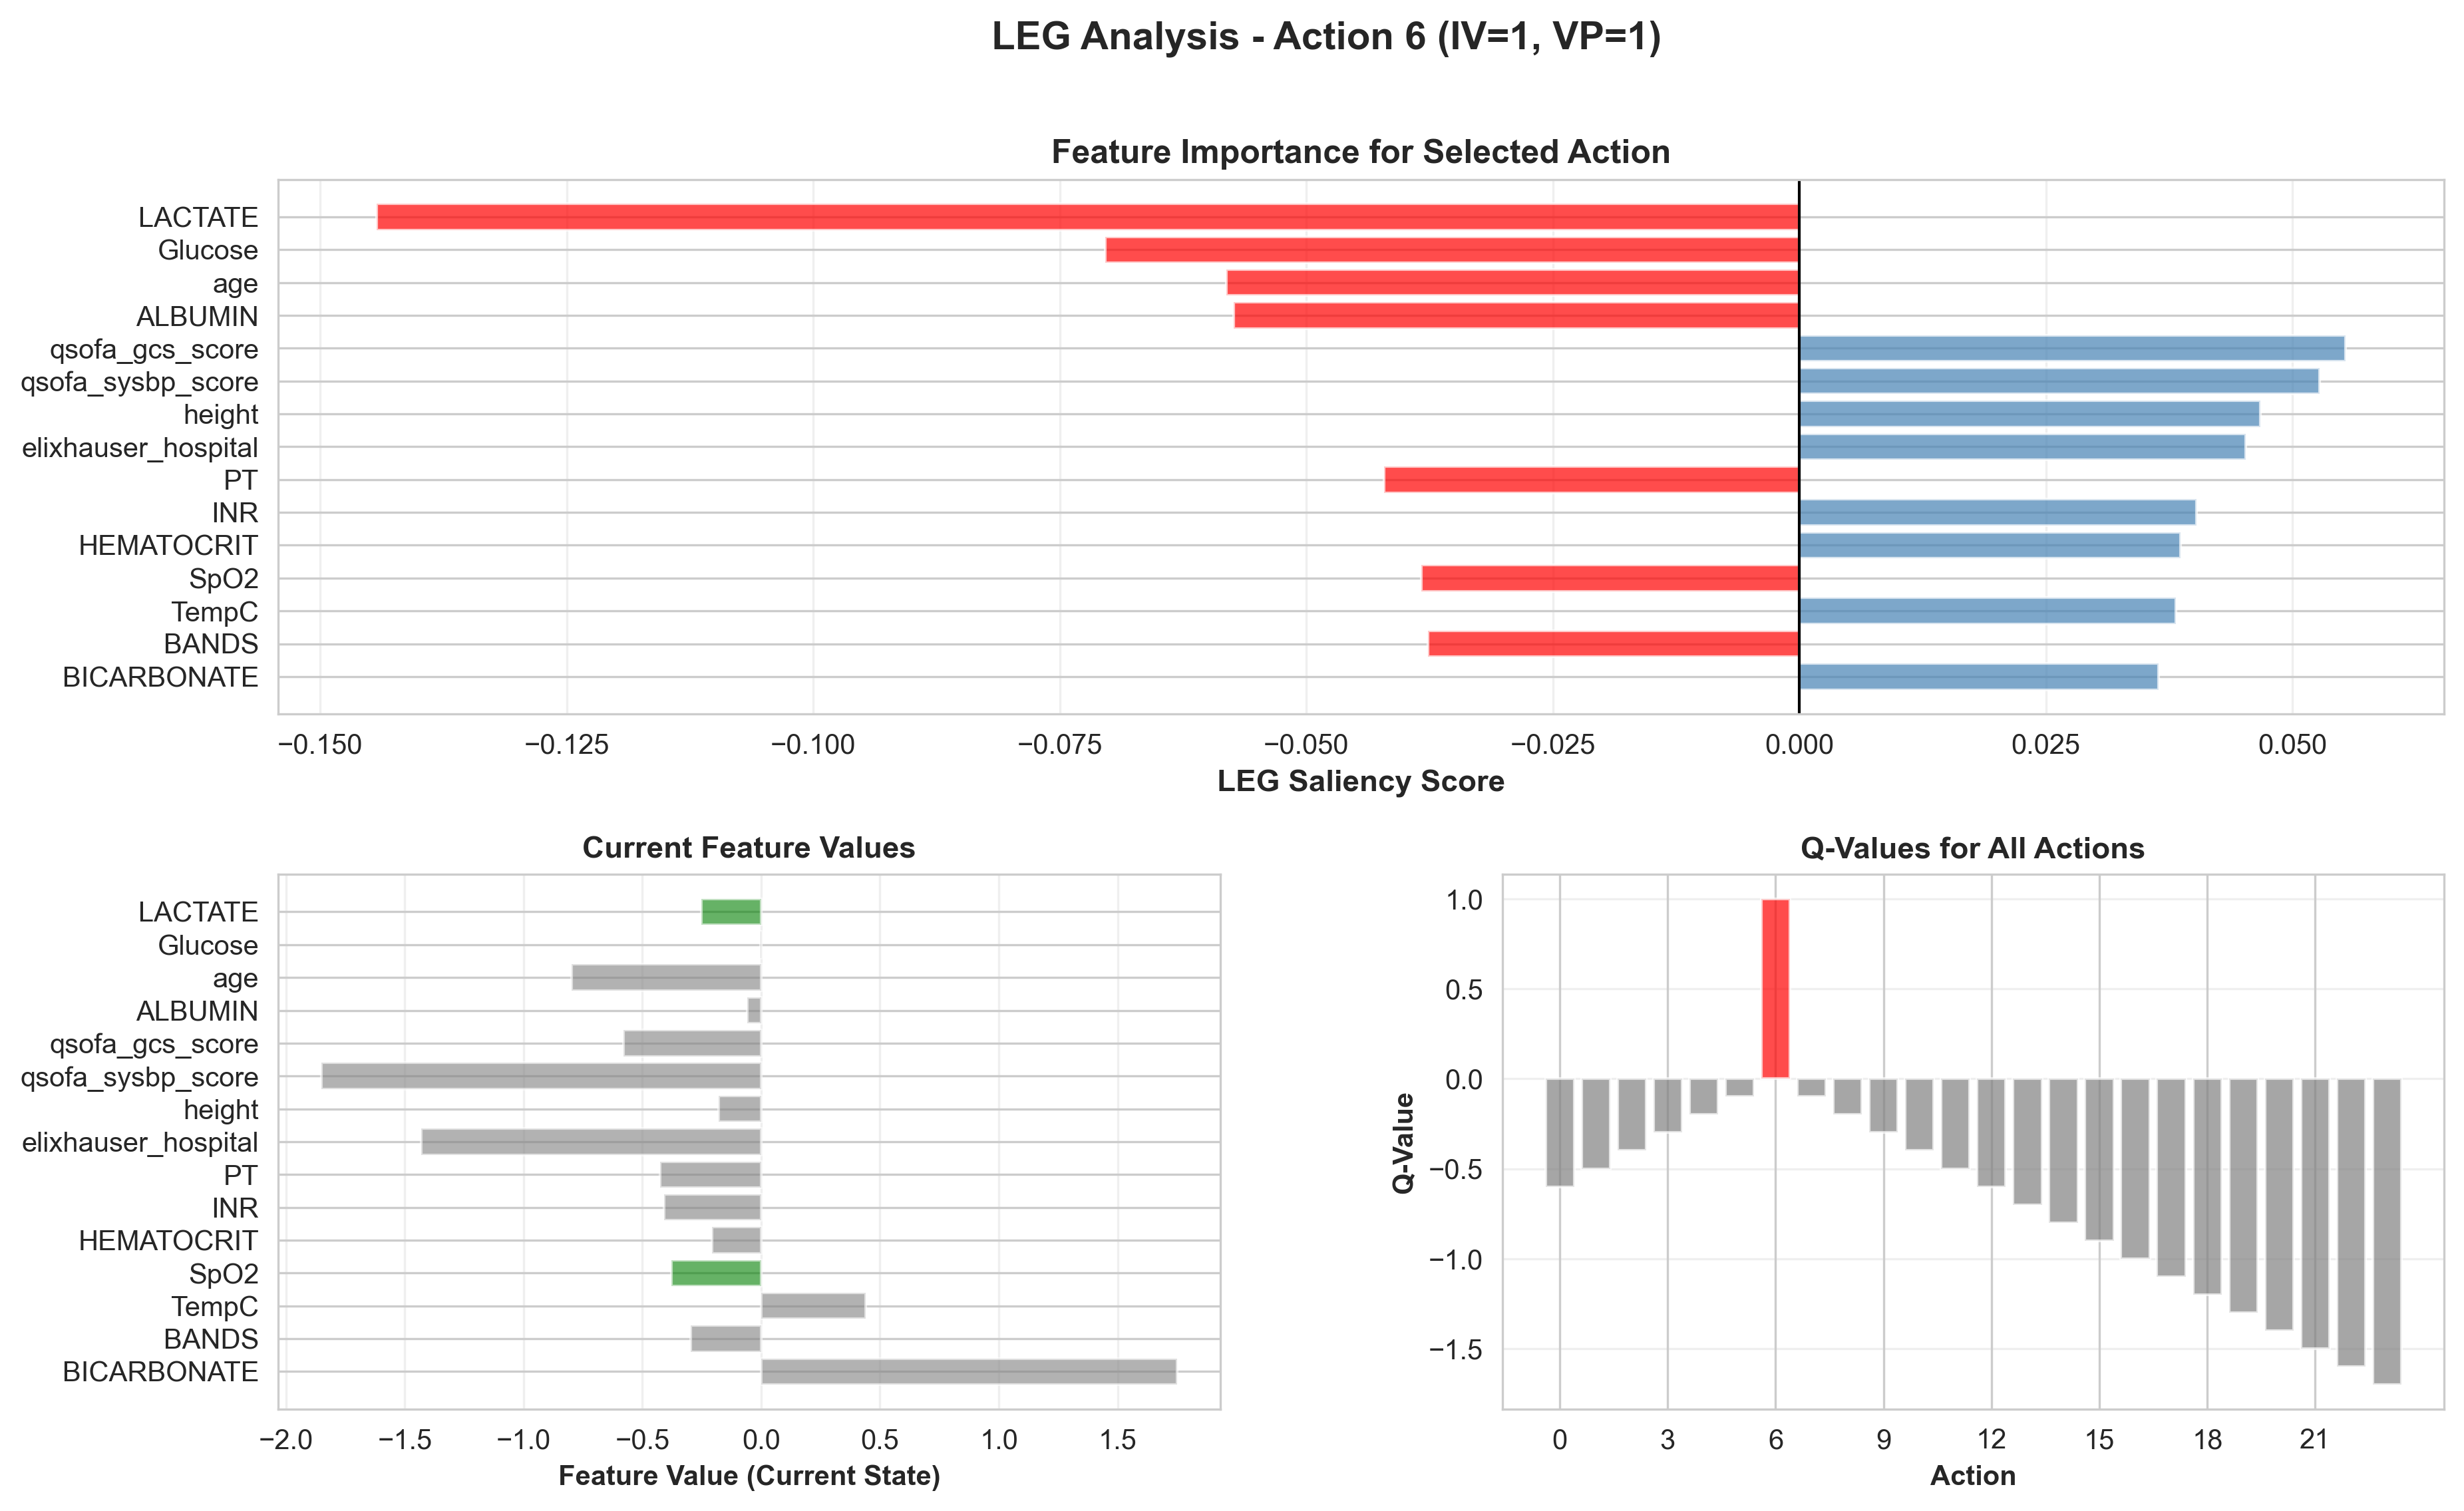 LEG Analysis - Action 6 (IV=1, VP=1)
Feature Importance for Selected Action
LACTATE
Glucose
age
ALBUMIN
qsofa_gcs_score
qsofa_sysbp_score
height
elixhauser_hospital
PT
INR
HEMATOCRIT
SpO2
TempC
BANDS
BICARBONATE
−0.150 −0.125 −0.100 −0.075 −0.050 −0.025 0.000 0.025 0.050
LEG Saliency Score
Current Feature Values
LACTATE
Glucose
age
ALBUMIN
qsofa_gcs_score
qsofa_sysbp_score
height
elixhauser_hospital
PT
INR
HEMATOCRIT
SpO2
TempC
BANDS
BICARBONATE
−2.0 −1.5 −1.0 −0.5 0.0 0.5 1.0 1.5
Feature Value (Current State)
Q-Values for All Actions
1.0
0.5
0.0
−0.5
−1.0
−1.5
Q-Value
0 3 6 9 12 15 18 21
Action